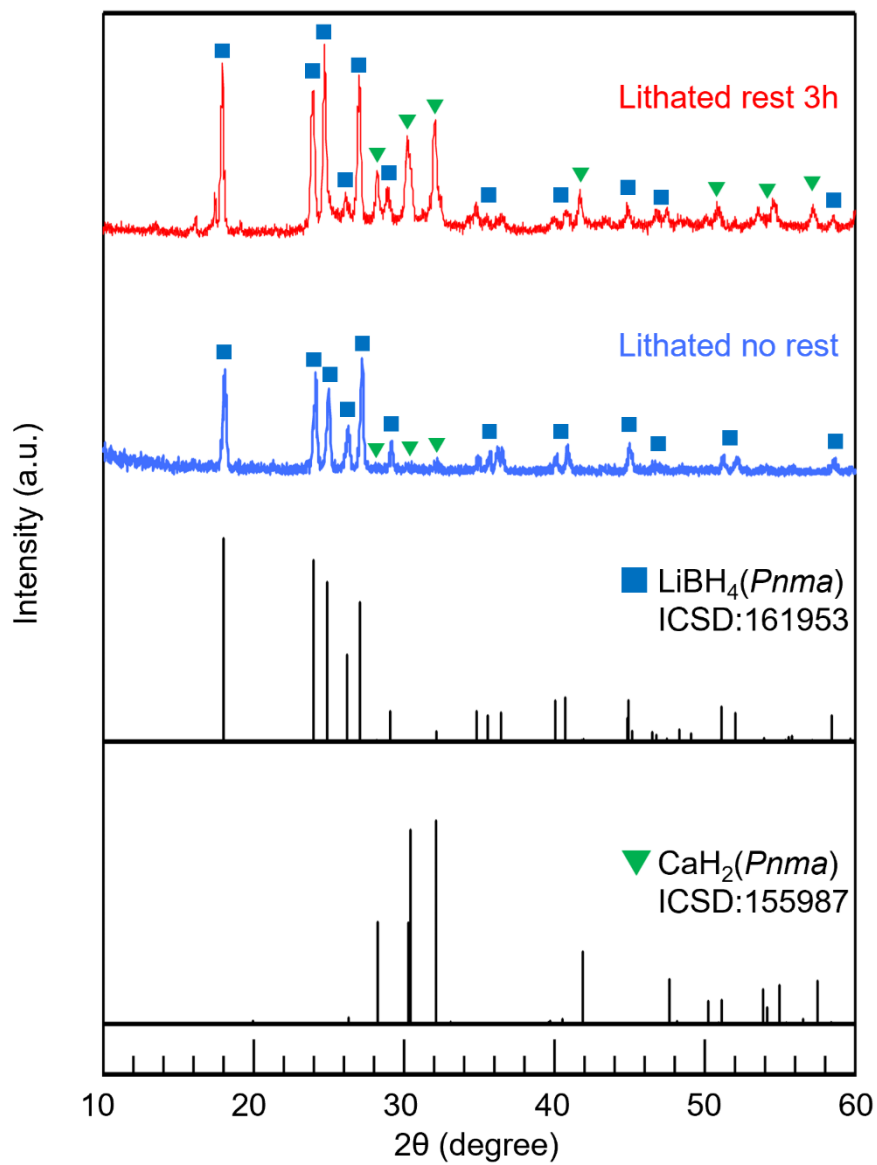 Lithated rest 3h
Lithated no rest
Intensity (a.u.)
LiBH₄(Pnma)
ICSD:161953
CaH₂(Pnma)
ICSD:155987
10 20 30 40 50 60
2θ (degree)